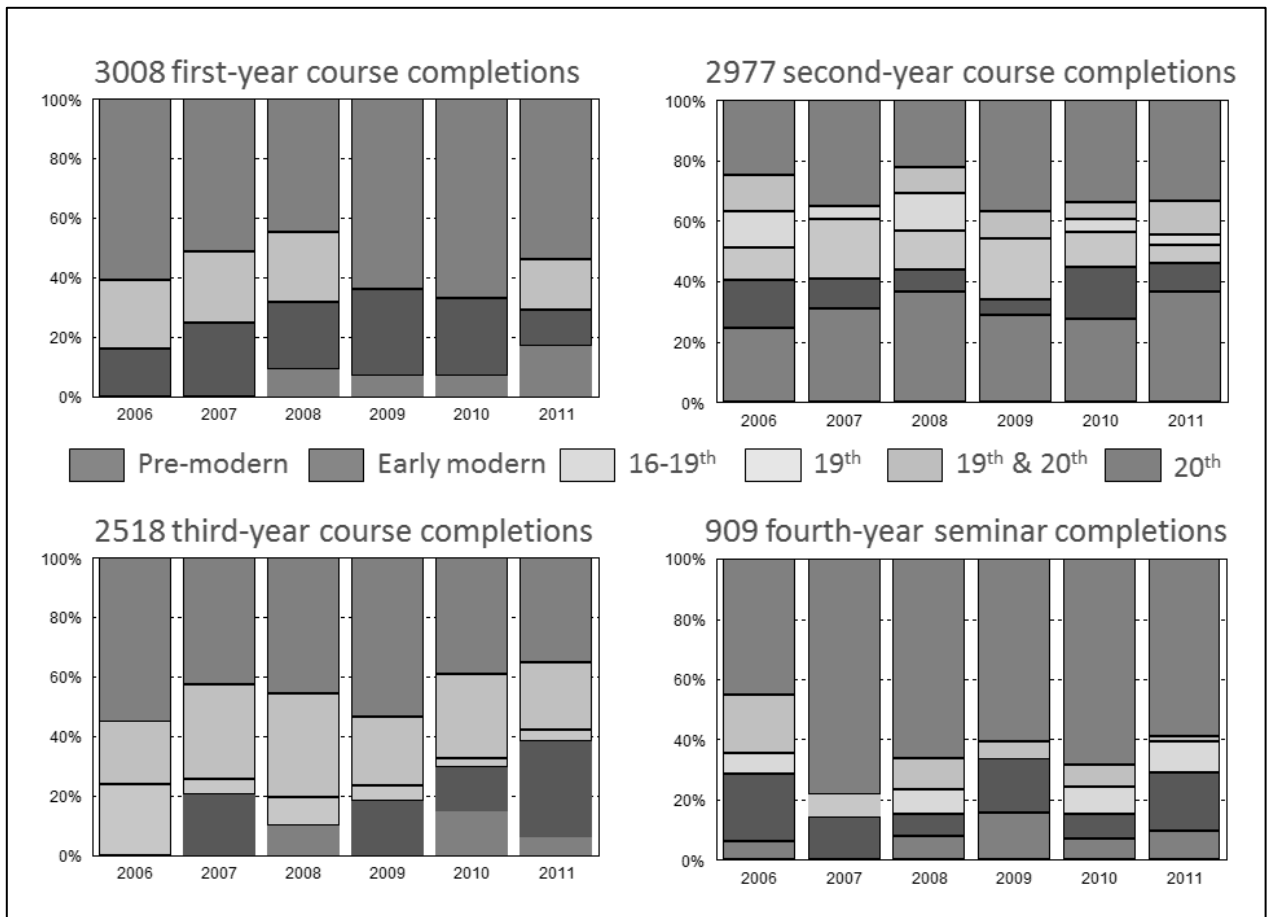 3008 first-year course completions
100%
80%
60%
40%
20%
0%
2006 2007 2008 2009 2010 2011
2977 second-year course completions
100%
80%
60%
40%
20%
0%
2006 2007 2008 2009 2010 2011
Pre-modern Early modern 16-19th 19th 19th & 20th 20th
2518 third-year course completions
100%
80%
60%
40%
20%
0%
2006 2007 2008 2009 2010 2011
909 fourth-year seminar completions
100%
80%
60%
40%
20%
0%
2006 2007 2008 2009 2010 2011